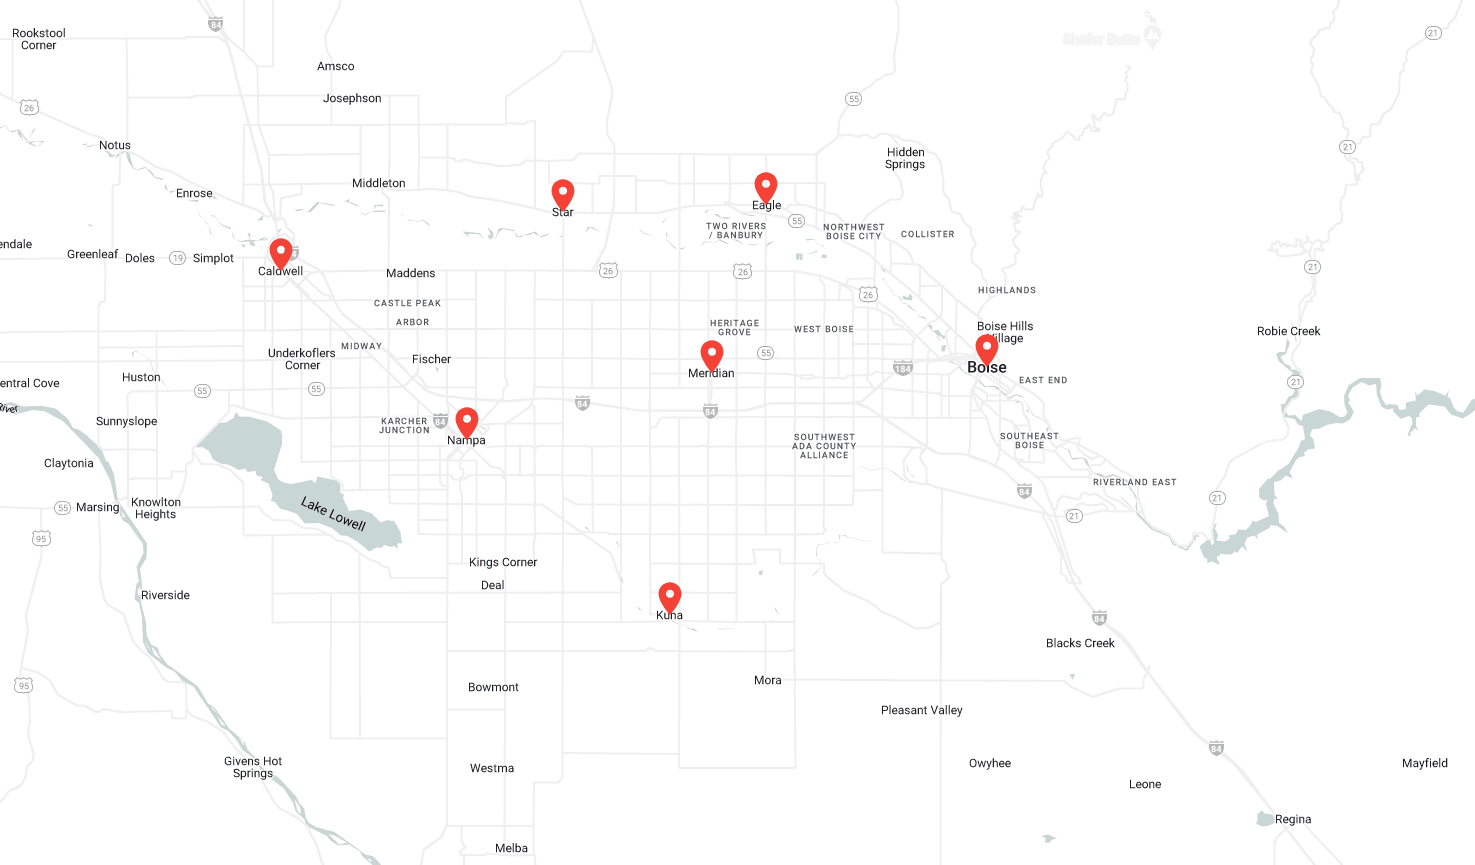 Rookstool
Corner
84
Shafer Butte
21
Amsco
26
Josephson
55
Notus
21
Hidden
Springs
Enrose
Middleton
Star
Eagle
55
TWO RIVERS
/ BANBURY
NORTHWEST
BOISE CITY
COLLISTER
endale
Greenleaf
Doles
19
Simplot
Caldwell
Maddens
26
26
21
26
HIGHLANDS
CASTLE PEAK
ARBOR
HERITAGE
GROVE
WEST BOISE
Boise Hills
Village
Robie Creek
MIDWAY
Underkoflers
Corner
Fischer
55
Meridian
184
Boise
EAST END
entral Cove
Huston
55
55
21
River
84
84
Sunnyslope
KARCHER
JUNCTION
84
Nampa
SOUTHWEST
ADA COUNTY
ALLIANCE
SOUTHEAST
BOISE
Claytonia
RIVERLAND EAST
84
21
Knowlton
Heights
55
Marsing
Lake Lowell
21
95
Kings Corner
Deal
Riverside
Kuna
84
Blacks Creek
Mora
95
Bowmont
Pleasant Valley
84
Givens Hot
Springs
Westma
Owyhee
Mayfield
Leone
Regina
Melba